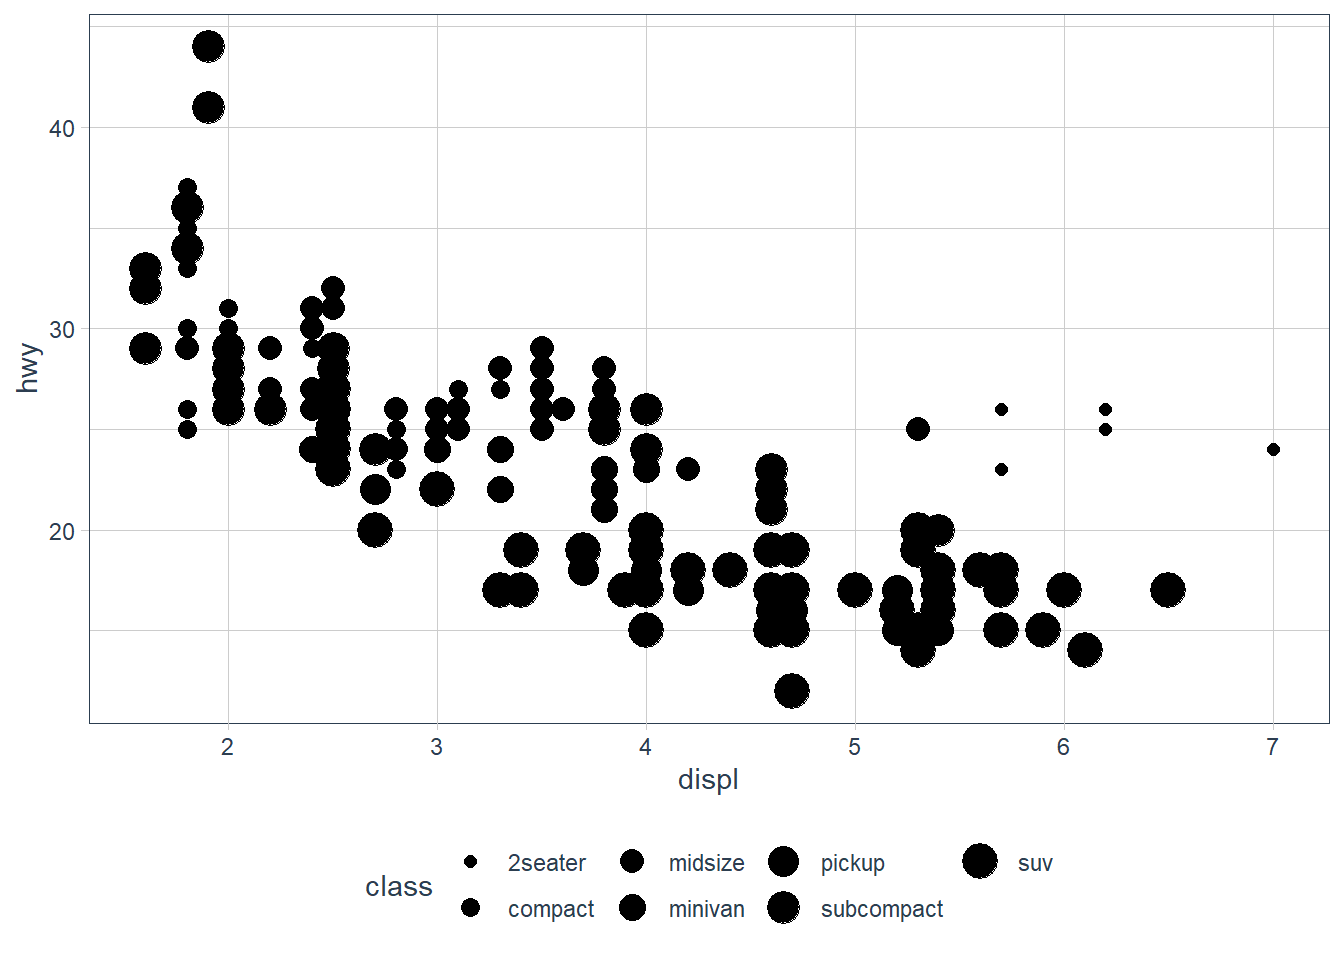 40
30
20
hwy
2 3 4 5 6 7
displ
class
2seater midsize pickup suv
compact minivan subcompact